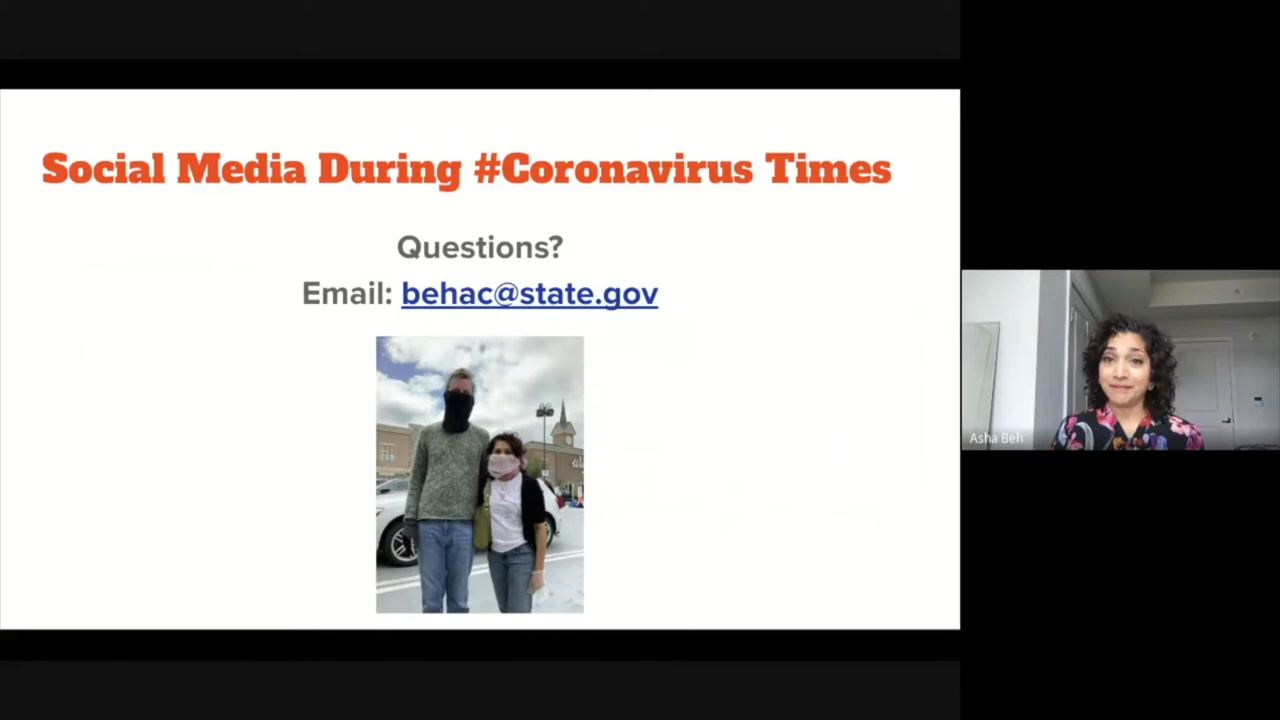 Social Media During #Coronavirus Times
Questions?
Email: behac@state.gov
Asha Beh